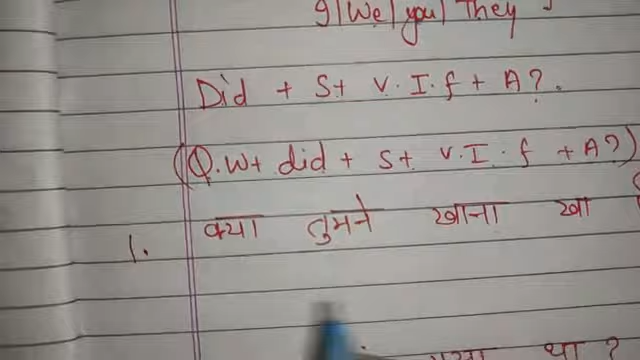 I/We/you/They
Did + S+ V.I.f + A?.
(Q.W+ did + S+ V.I.f +A?)
1. क्या तुमने खाना खा
था ?